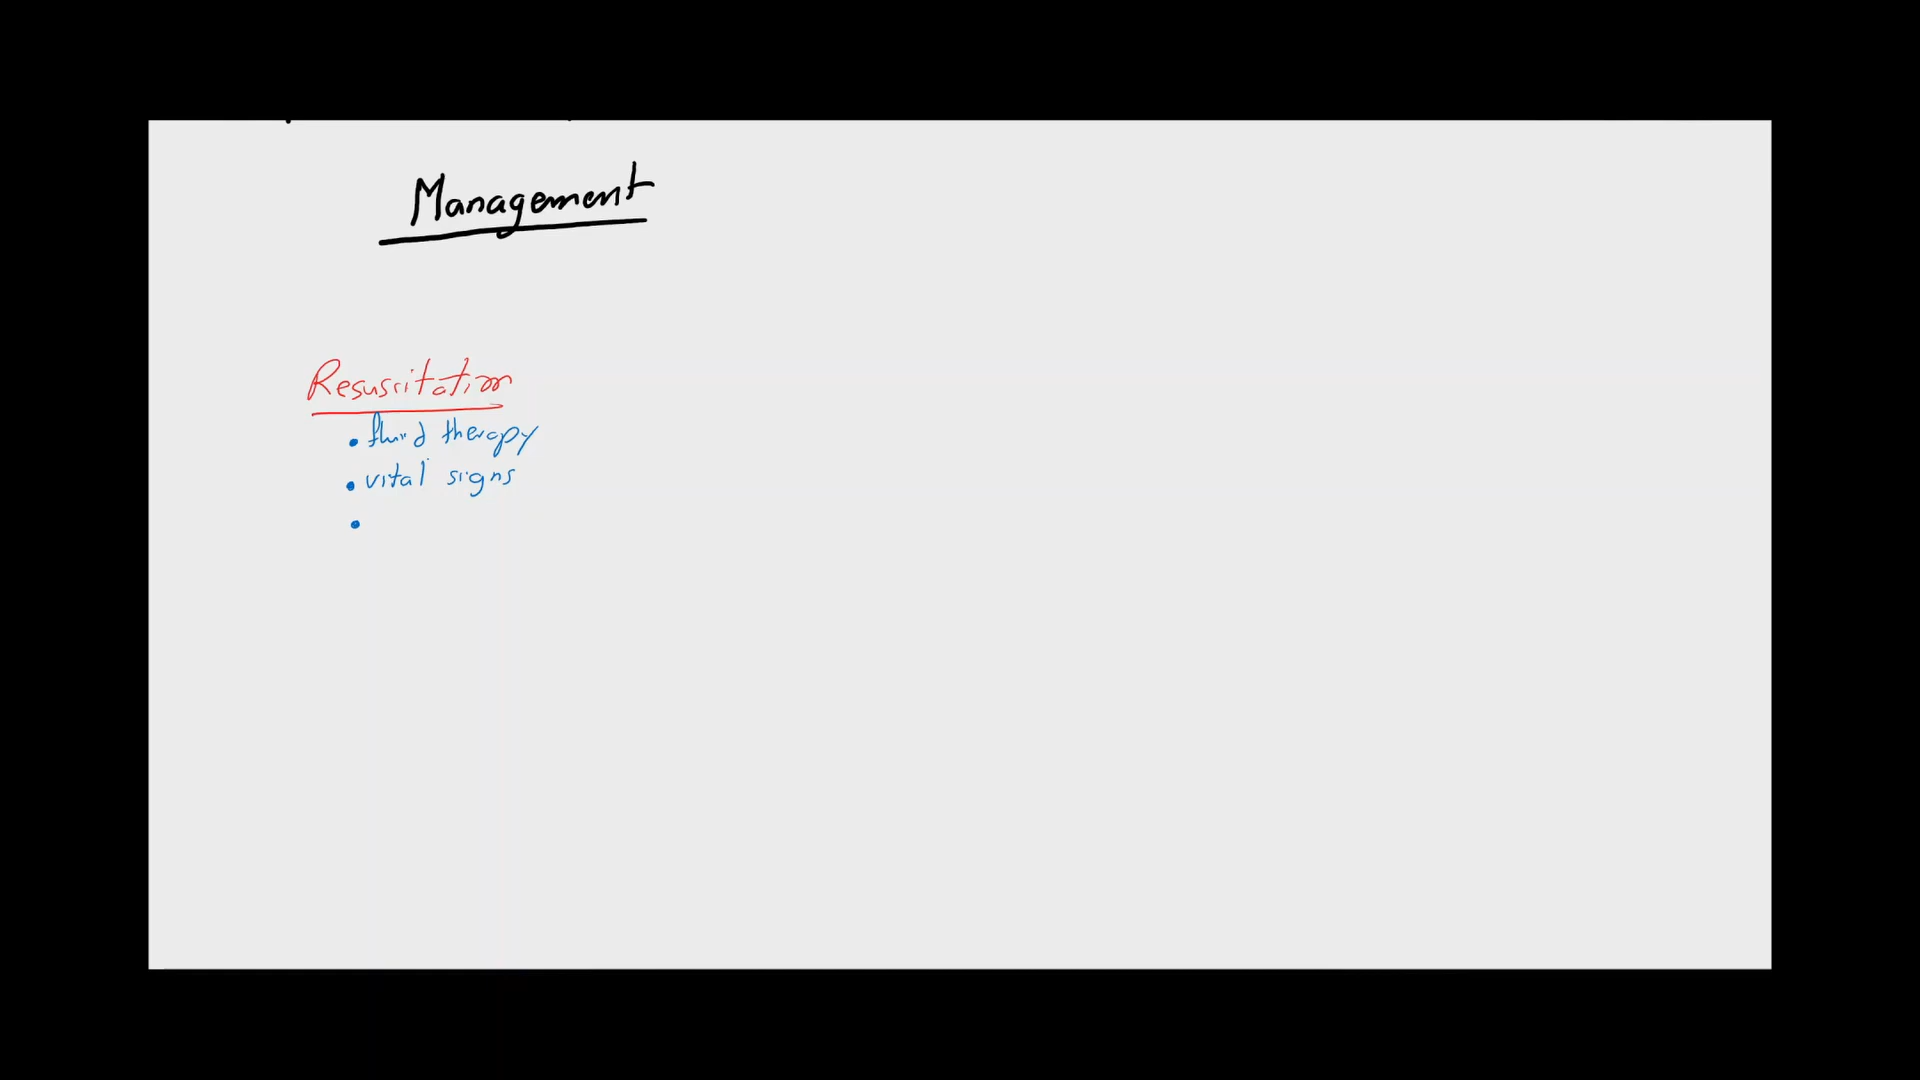 Management
Resuscitation
• fluid therapy
• vital signs
•